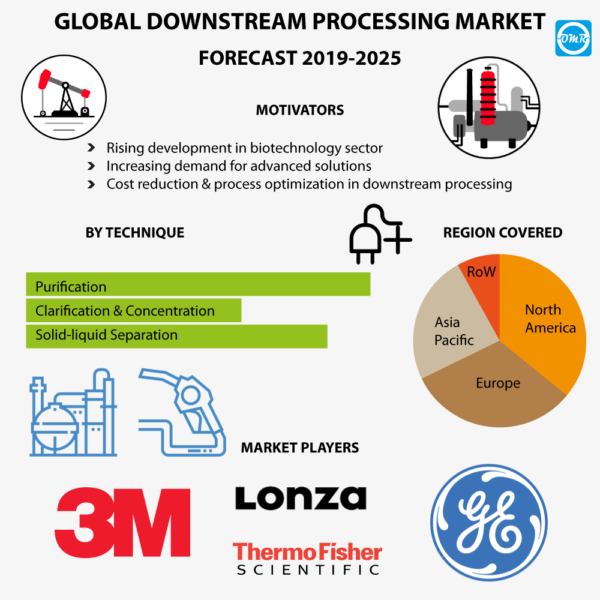 GLOBAL DOWNSTREAM PROCESSING MARKET
OMR
FORECAST 2019-2025
MOTIVATORS
Rising development in biotechnology sector
Increasing demand for advanced solutions
Cost reduction & process optimization in downstream processing
BY TECHNIQUE
Purification
Clarification & Concentration
Solid-liquid Separation
REGION COVERED
RoW
North
America
Asia
Pacific
Europe
MARKET PLAYERS
3M
Lonza
ThermoFisher
SCIENTIFIC
GE